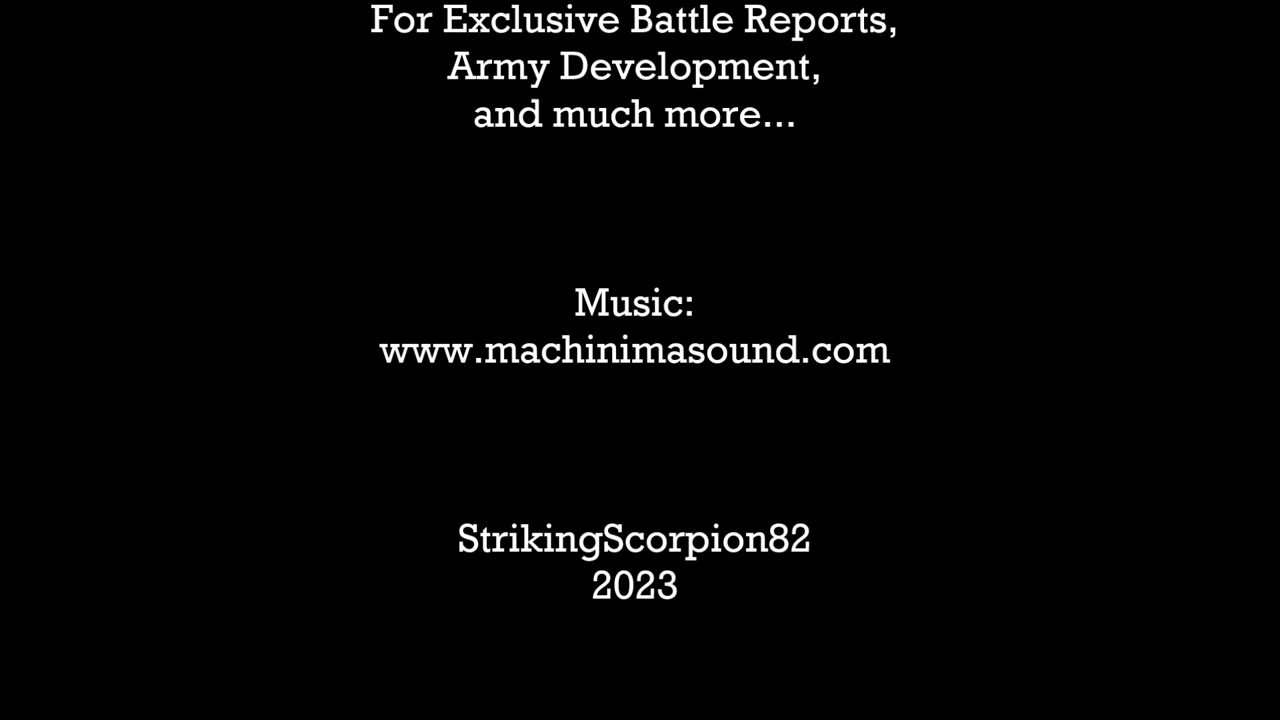 For Exclusive Battle Reports,
Army Development,
and much more...
Music:
www.machinimasound.com
StrikingScorpion82
2023